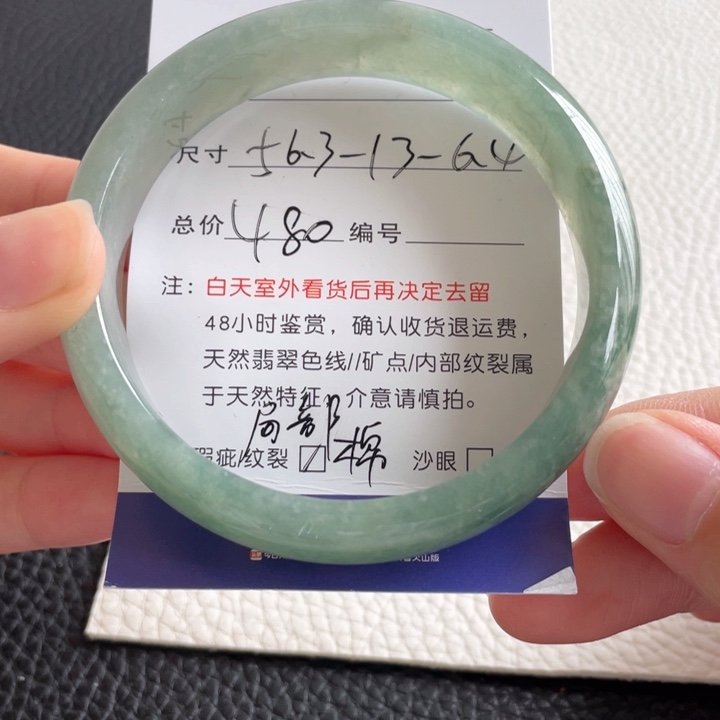 尺寸 563-13-64
总价 480 编号
注：白天室外看货后再决定去留
48小时鉴赏，确认收货退运费，
天然翡翠色线//矿点/内部纹裂属
于天然特征，介意请慎拍。
局部棉
瑕疵/纹裂 沙眼